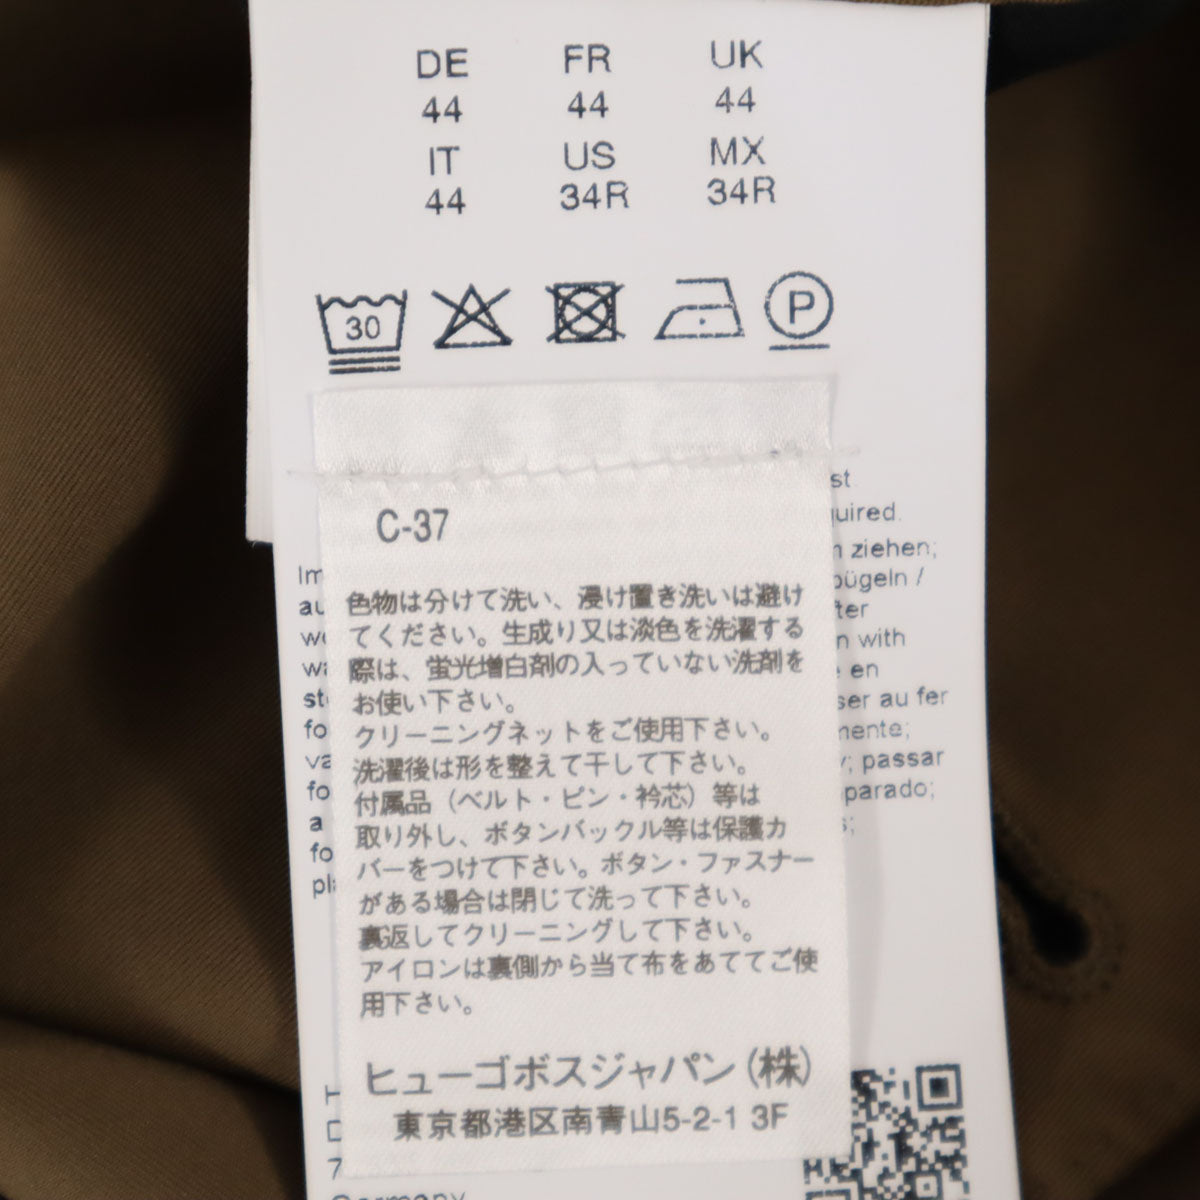 DE FR UK
44 44 44
IT US MX
44 34R 34R
30
P
st.
quired.
ziehen;
bügeln /
with
en
ser au fer
mente;
passar
parado;
C-37
色物は分けて洗い、浸け置き洗いは避け
てください。生成り又は淡色を洗濯する
際は、蛍光増白剤の入っていない洗剤を
お使い下さい。
クリーニングネットをご使用下さい。
洗濯後は形を整えて干して下さい。
付属品（ベルト・ピン・衿芯）等は
取り外し、ボタンバックル等は保護カ
バーをつけて下さい。ボタン・ファスナー
がある場合は閉じて洗って下さい。
裏返してクリーニングして下さい。
アイロンは裏側から当て布をあててご使
用下さい。
ヒューゴボスジャパン（株）
東京都港区南青山5-2-1 3F
Germany